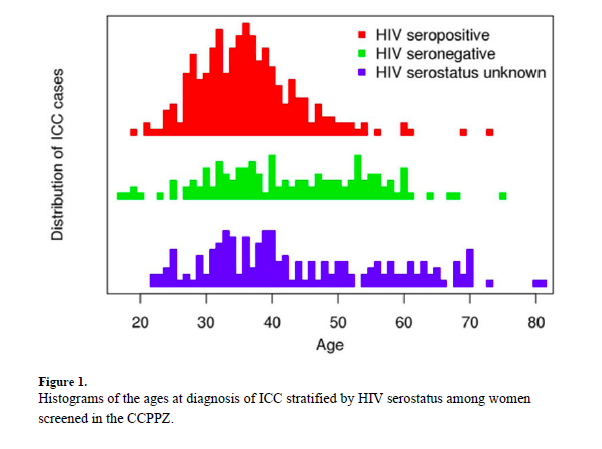 HIV seropositive
HIV seronegative
HIV serostatus unknown
Distribution of ICC cases
20 30 40 50 60 70 80
Age
Figure 1.
Histograms of the ages at diagnosis of ICC stratified by HIV serostatus among women
screened in the CCPPZ.